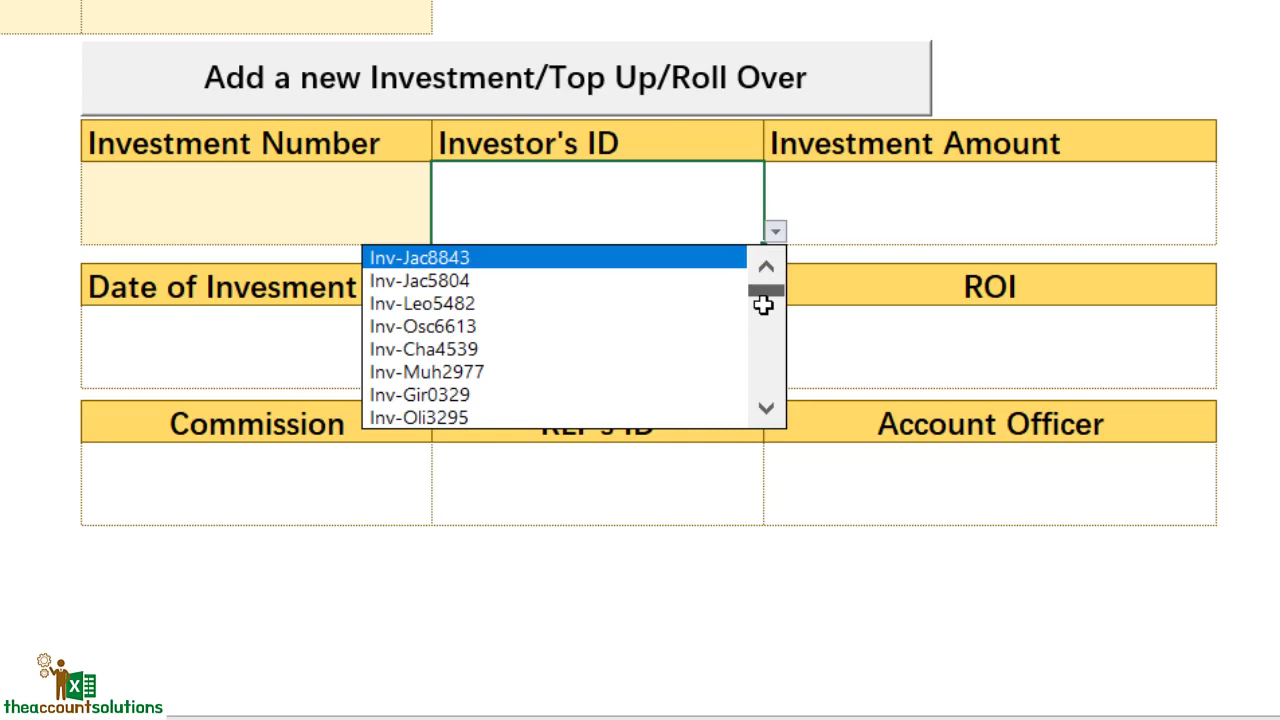 Add a new Investment/Top Up/Roll Over
Investment Number Investor's ID Investment Amount
Inv-Jac8843
Inv-Jac5804
Date of Invesment ROI
Inv-Leo5482
Inv-Osc6613
Inv-Cha4539
Inv-Muh2977
Inv-Gir0329
Inv-Oli3295
Commission Account Officer
theaccountsolutions